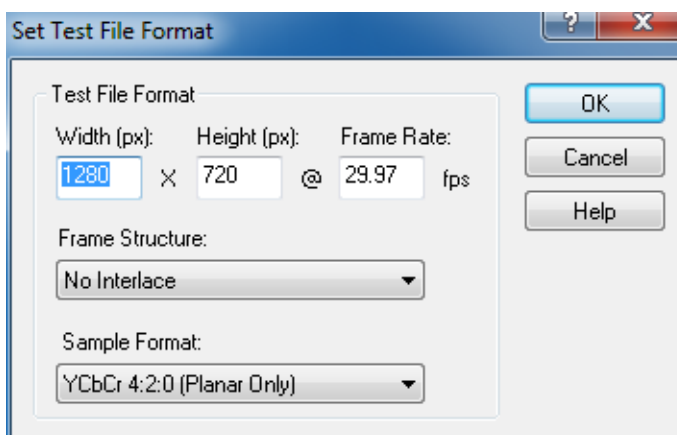 Set Test File Format
? X
Test File Format
OK
Width (px): Height (px): Frame Rate:
1280 X 720 @ 29.97 fps
Cancel
Help
Frame Structure:
No Interlace
Sample Format:
YCbCr 4:2:0 (Planar Only)